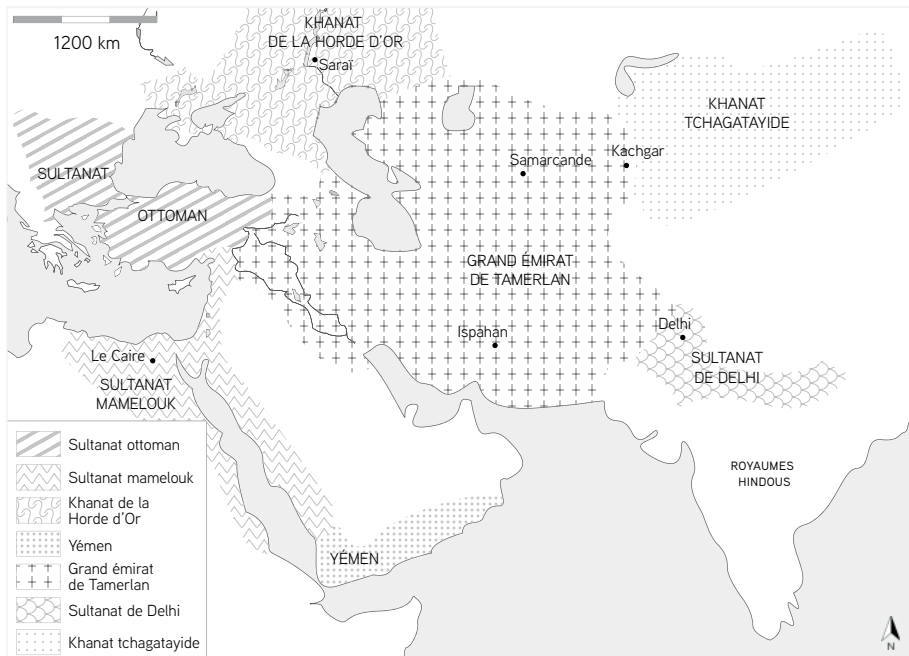 1200 km
KHANAT
DE LA HORDE D'OR
Saraï
KHANAT
TCHAGATAYIDE
Kachgar
Samarcande
SULTANAT
OTTOMAN
GRAND ÉMIRAT
DE TAMERLAN
Ispahan
Delhi
SULTANAT
DE DELHI
Le Caire
SULTANAT
MAMELOUK
ROYAUMES
HINDOUS
YÉMEN
Sultanat ottoman
Sultanat mamelouk
Khanat de la
Horde d'Or
Yémen
Grand émirat
de Tamerlan
Sultanat de Delhi
Khanat tchagatayide
N